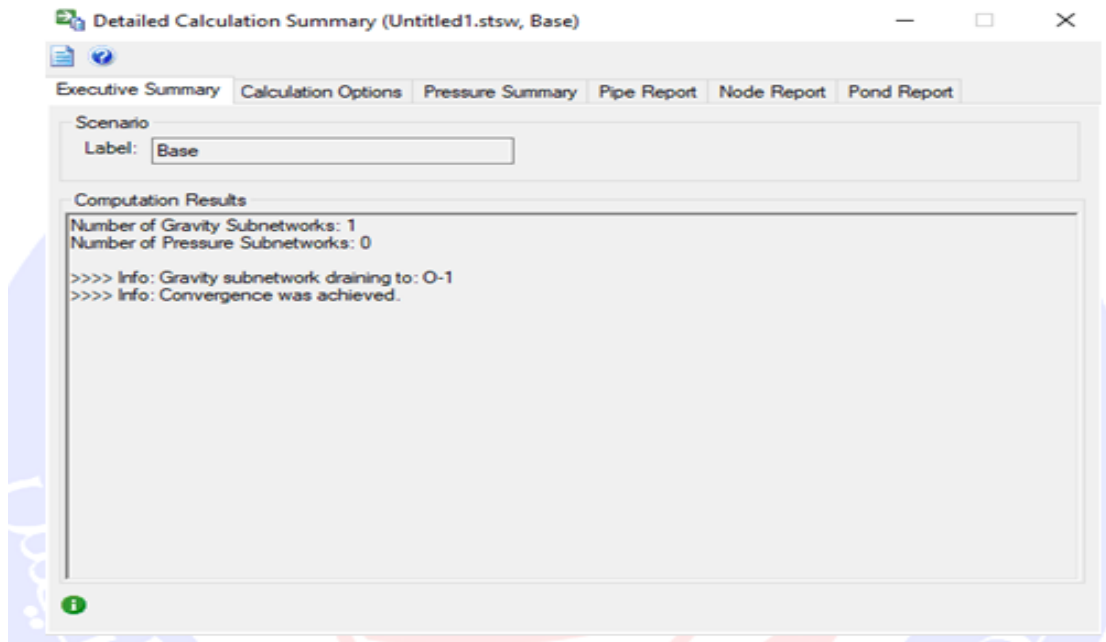 Detailed Calculation Summary (Untitled1.stsw, Base)
Executive Summary Calculation Options Pressure Summary Pipe Report Node Report Pond Report
Scenario
Label: Base
Computation Results
Number of Gravity Subnetworks: 1
Number of Pressure Subnetworks: 0
>>>> Info: Gravity subnetwork draining to: O-1
>>>> Info: Convergence was achieved.